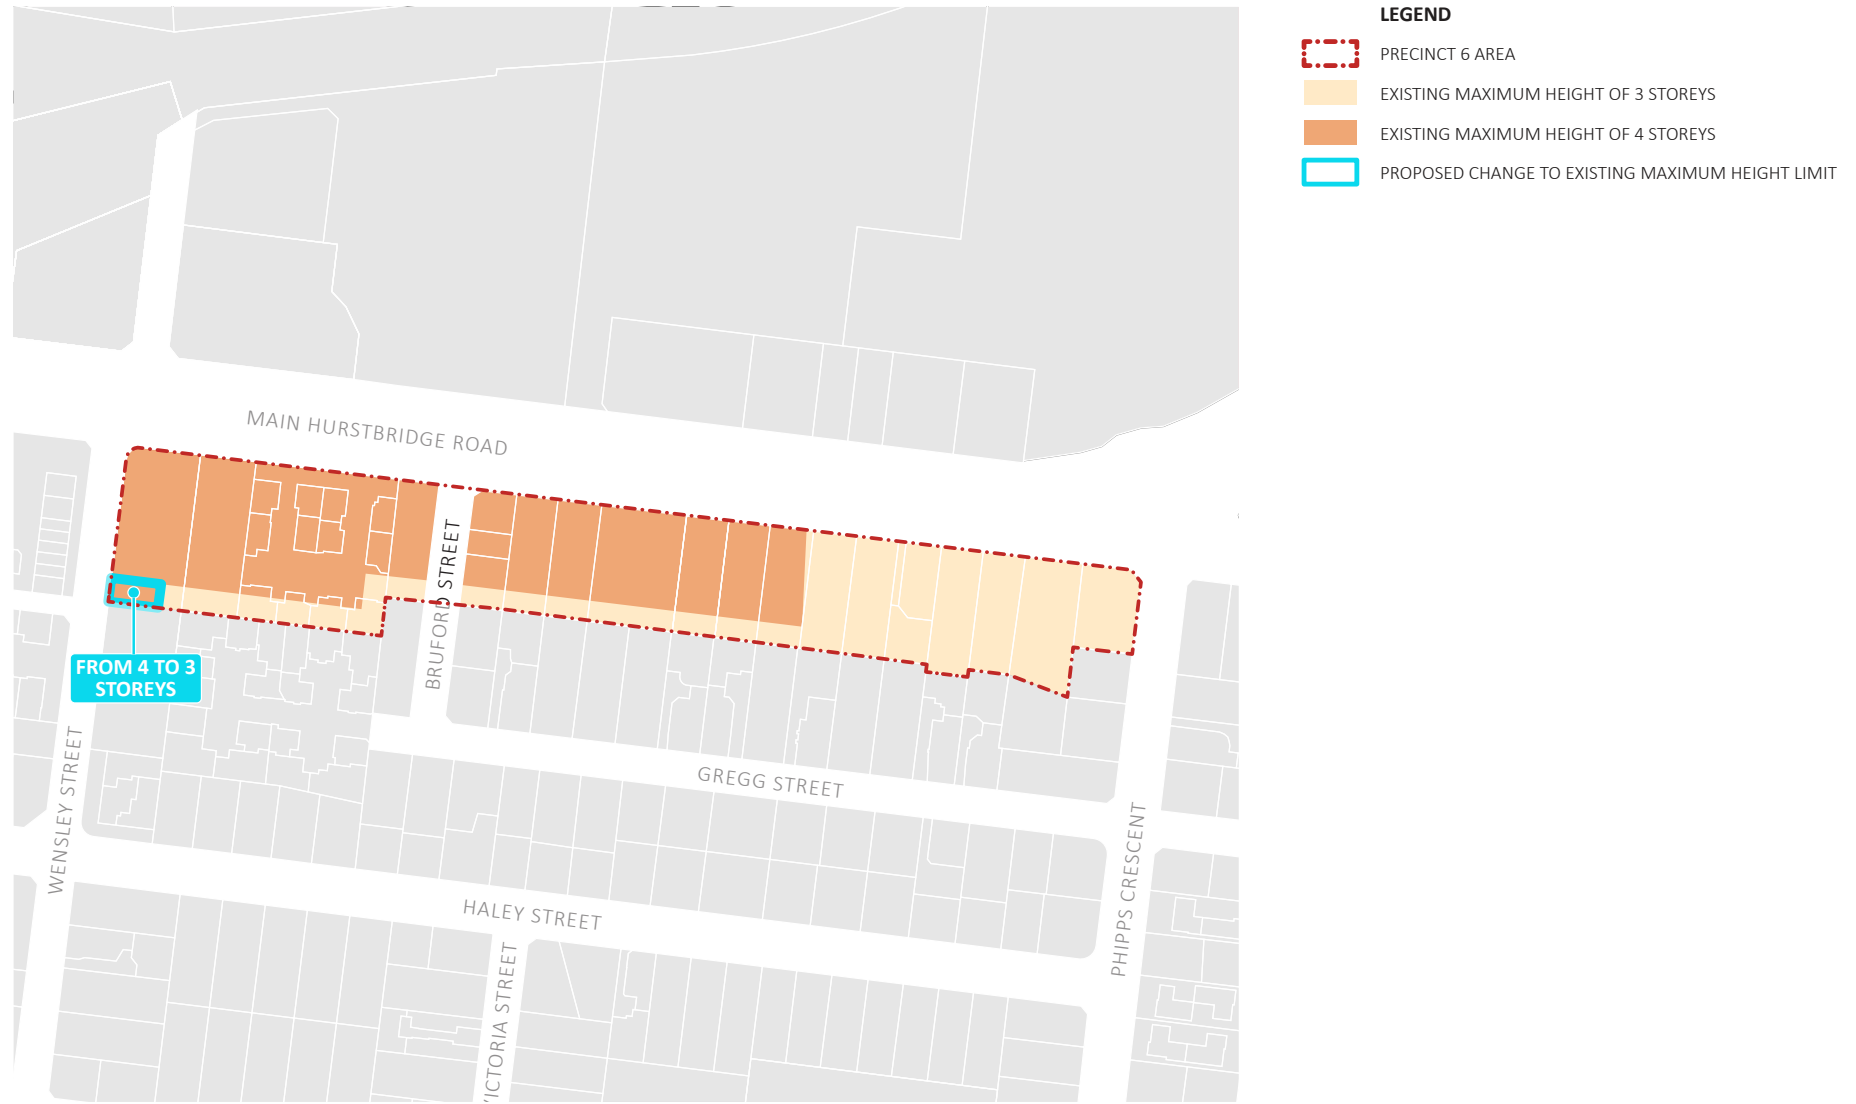 LEGEND
PRECINCT 6 AREA
EXISTING MAXIMUM HEIGHT OF 3 STOREYS
EXISTING MAXIMUM HEIGHT OF 4 STOREYS
PROPOSED CHANGE TO EXISTING MAXIMUM HEIGHT LIMIT
MAIN HURSTBRIDGE ROAD
BRUFORD STREET
FROM 4 TO 3
STOREYS
WENSLEY STREET
GREGG STREET
PHIPPS CRESCENT
HALEY STREET
VICTORIA STREET